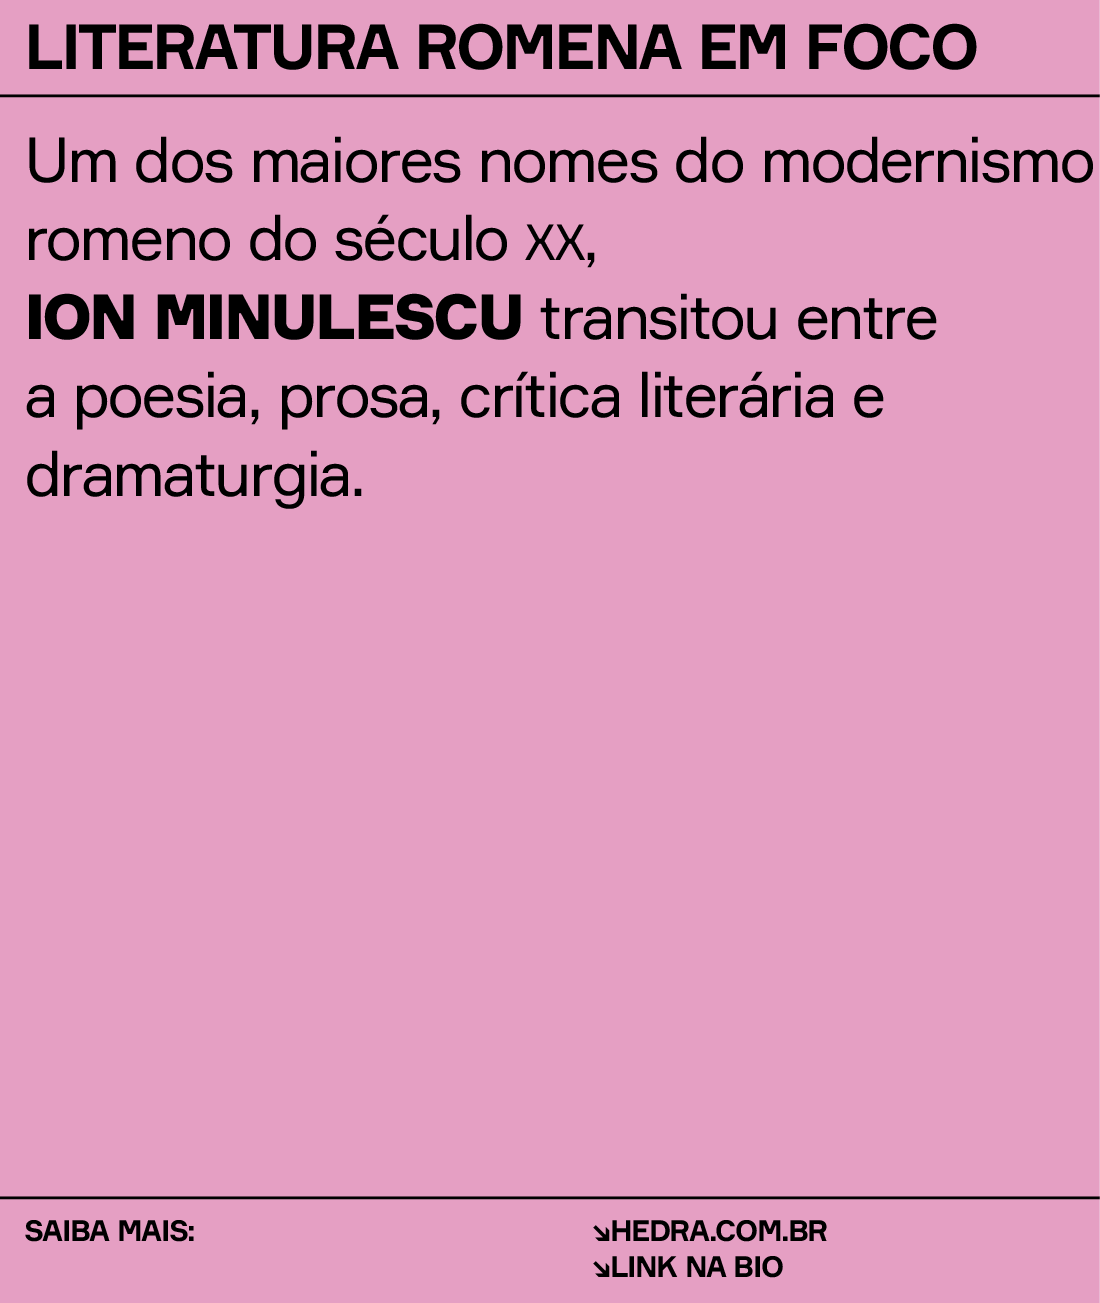 LITERATURA ROMENA EM FOCO
Um dos maiores nomes do modernismo
romeno do século XX,
ION MINULESCU transitou entre
a poesia, prosa, crítica literária e
dramaturgia.
SAIBA MAIS:
↘HEDRA.COM.BR
↘LINK NA BIO